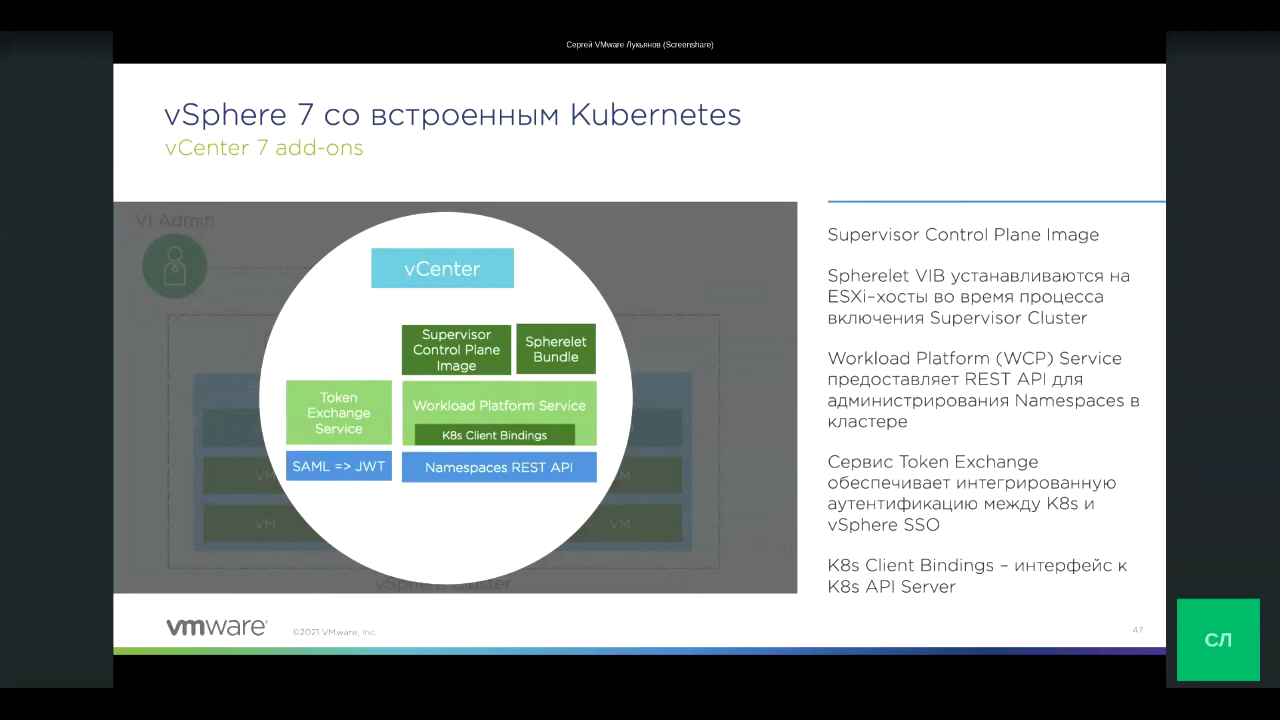 Сергей VMware Лукьянов (Screenshare)
vSphere 7 со встроенным Kubernetes
vCenter 7 add-ons
VI Admin
vCenter
Supervisor
Control Plane
Image
Spherelet
Bundle
Token
Exchange
Service
Workload Platform Service
K8s Client Bindings
SAML => JWT
Namespaces REST API
VM
VM
vSphere Cluster
Supervisor Control Plane Image
Spherelet VIB устанавливаются на
ESXi-хосты во время процесса
включения Supervisor Cluster
Workload Platform (WCP) Service
предоставляет REST API для
администрирования Namespaces в
кластере
Сервис Token Exchange
обеспечивает интегрированную
аутентификацию между K8s и
vSphere SSO
K8s Client Bindings – интерфейс к
K8s API Server
vmware®
©2021 VMware, Inc.
47
СЛ